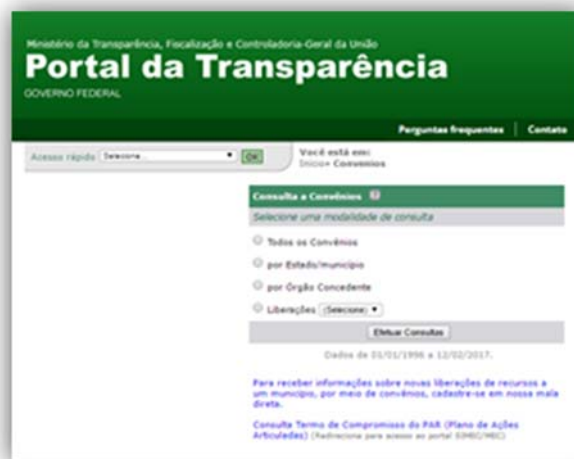 Ministério da Transparência, Fiscalização e Controladoria-Geral da União
Portal da Transparência
GOVERNO FEDERAL
Perguntas frequentes | Contato
Acesso rápido Selecione... OK
Você está em:
Início» Convênios
Consulta a Convênios
Selecione uma modalidade de consulta
Todos os Convênios
por Estado/município
por Órgão Concedente
Liberações (Selecione)
Efetuar Consultas
Dados de 01/01/1996 a 12/02/2017.
Para receber informações sobre novas liberações de recursos a
um município, por meio de convênios, cadastre-se em nossa mala
direta.
Consulta Termo de Compromisso do PAR (Plano de Ações
Articuladas) (Redireciona para acesso ao portal SIMEC/MEC)